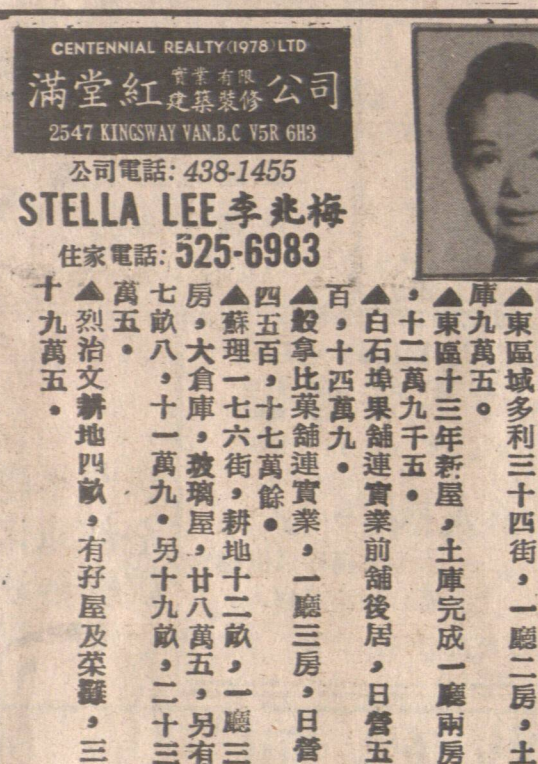 CENTENNIAL REALTY (1978) LTD
滿堂紅實業有限建築裝修公司
2547 KINGSWAY VAN.B.C V5R 6H3
公司電話: 438-1455
STELLA LEE 李兆梅
住家電話: 525-6983
▲東區域多利三十四街，一廳二房，土
庫九萬五。
▲東區十三年新屋，土庫完成一廳兩房
，十二萬九千五。
▲白石埠果舖連實業前舖後居，日營五
百，十四萬九。
▲般拿比菓舖連實業，一廳三房，日營
四五百，十七萬餘。
▲蘇理一七六街，耕地十二畝，一廳三
房，大倉庫，玻璃屋，廿八萬五，另有
七畝八，十一萬九。另十九畝，二十三
萬五。
▲烈治文耕地四畝，有孖屋及，三
十九萬五。